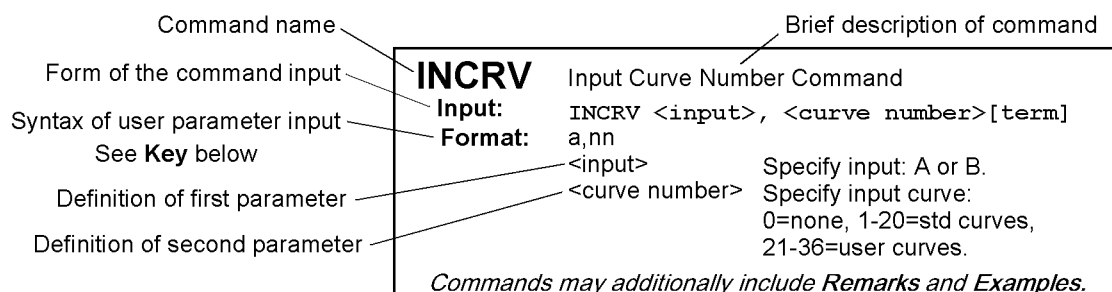 Command name
Brief description of command
Form of the command input
INCRV Input Curve Number Command
Input: INCRV <input>, <curve number>[term]
Syntax of user parameter input
Format: a,nn
See Key below
<input> Specify input: A or B.
Definition of first parameter
<curve number> Specify input curve:
0=none, 1-20=std curves,
Definition of second parameter
21-36=user curves.
Commands may additionally include Remarks and Examples.